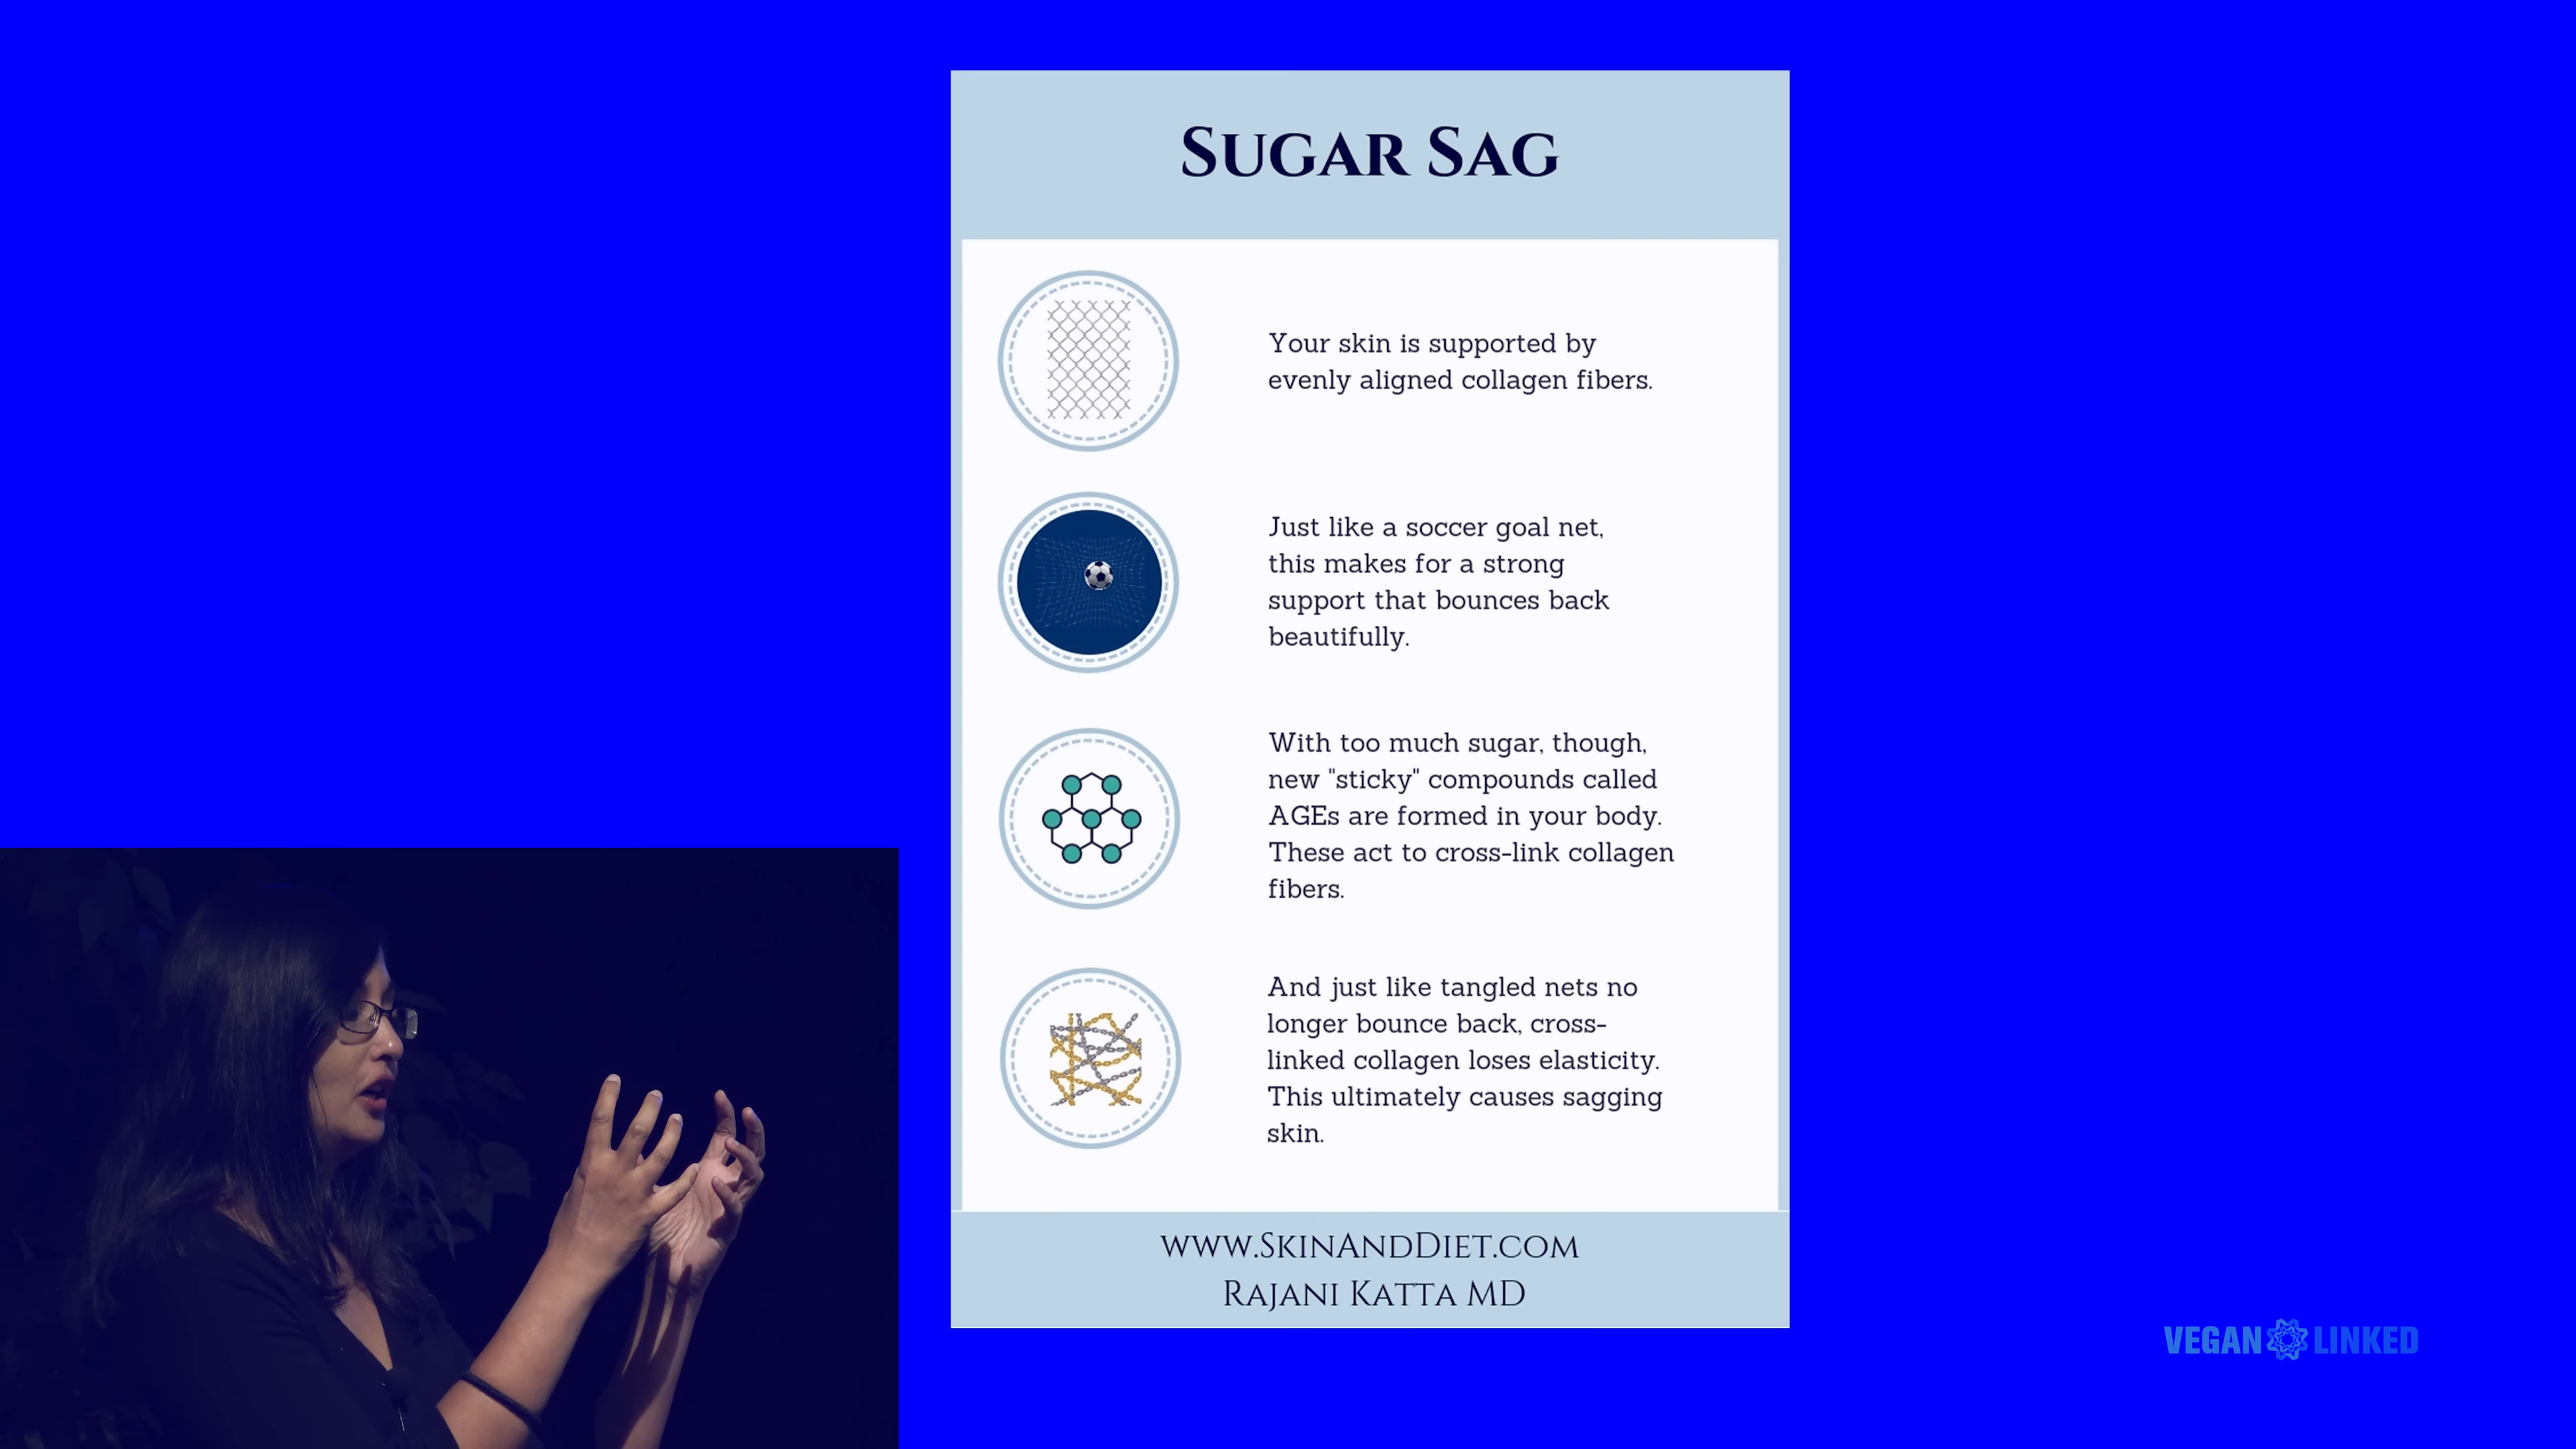 SUGAR SAG
Your skin is supported by
evenly aligned collagen fibers.
Just like a soccer goal net,
this makes for a strong
support that bounces back
beautifully.
With too much sugar, though,
new "sticky" compounds called
AGEs are formed in your body.
These act to cross-link collagen
fibers.
And just like tangled nets no
longer bounce back, cross-
linked collagen loses elasticity.
This ultimately causes sagging
skin.
WWW.SKINANDDIET.COM
RAJANI KATTA MD
VEGAN LINKED